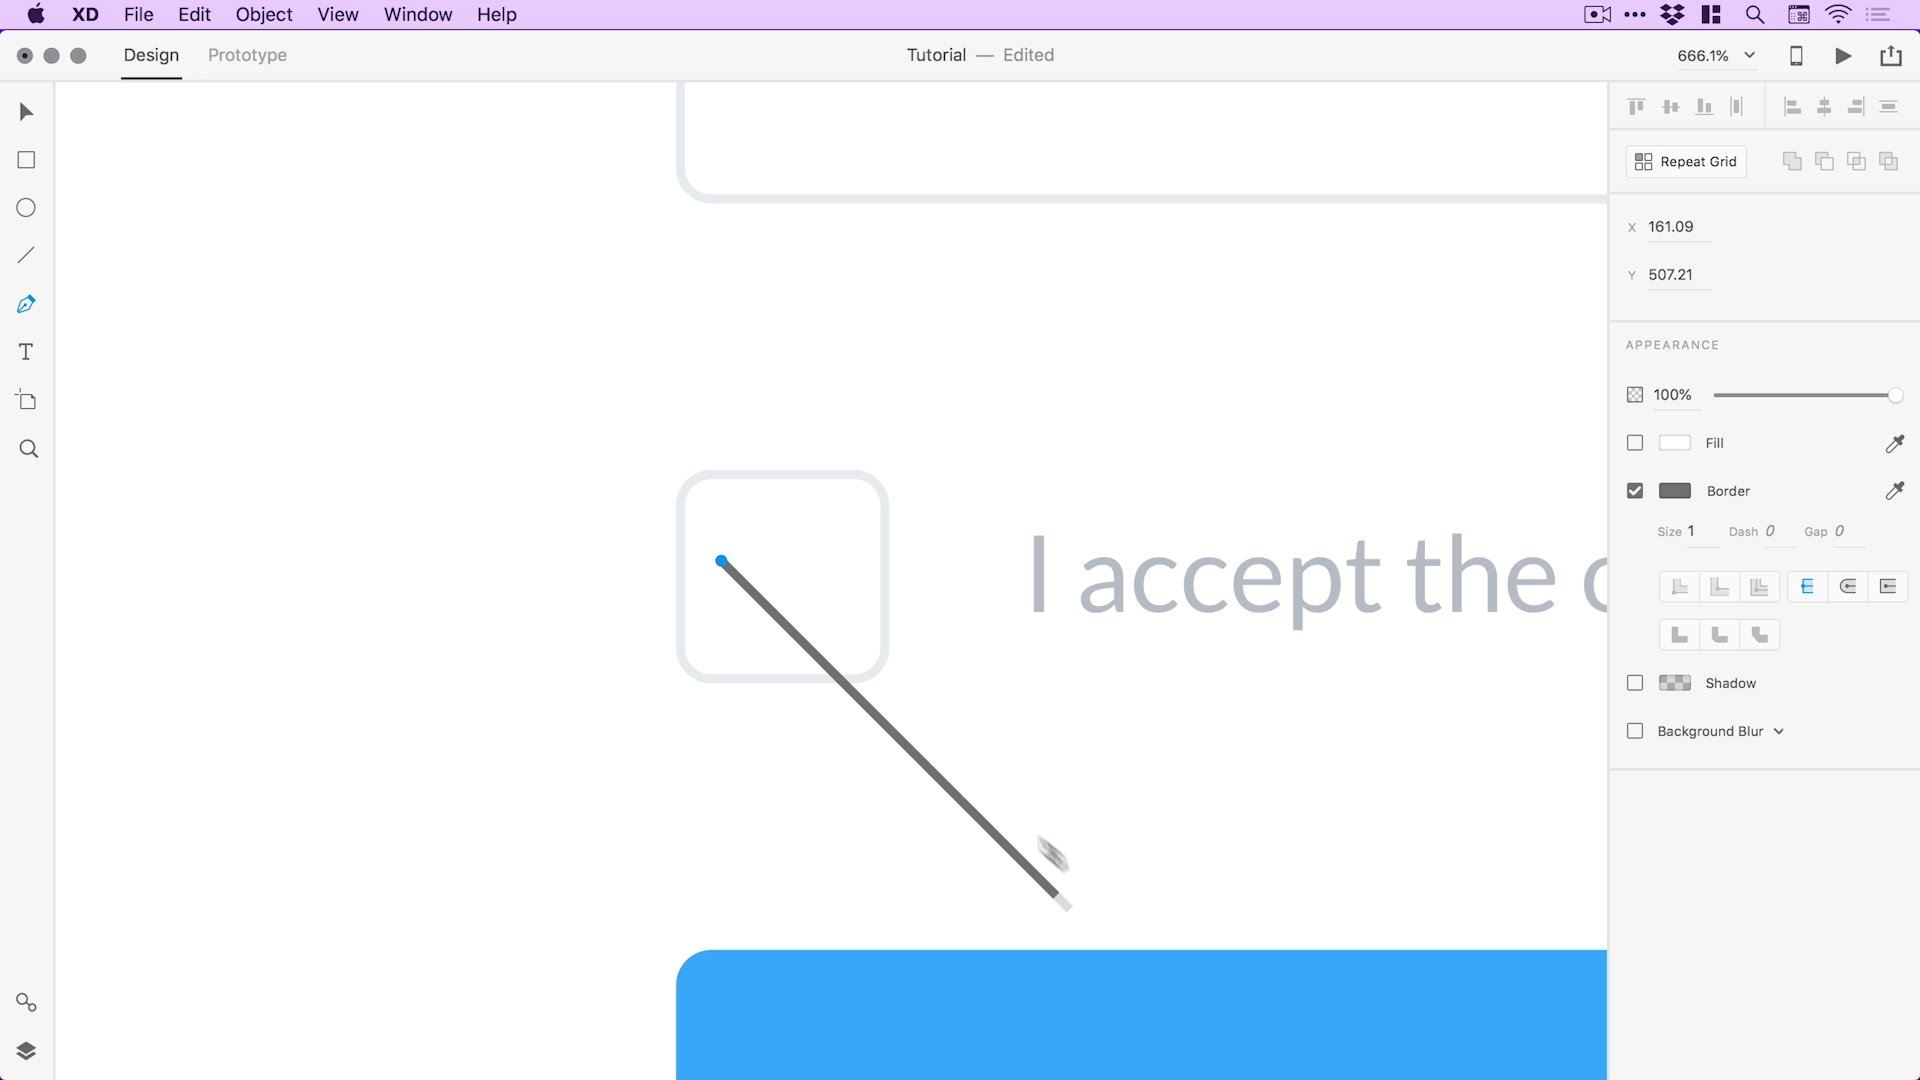 XD File Edit Object View Window Help
Design Prototype
Tutorial — Edited
666.1%
Repeat Grid
X 161.09
Y 507.21
APPEARANCE
100%
Fill
Border
Size 1 Dash 0 Gap 0
Shadow
Background Blur
I accept the
T